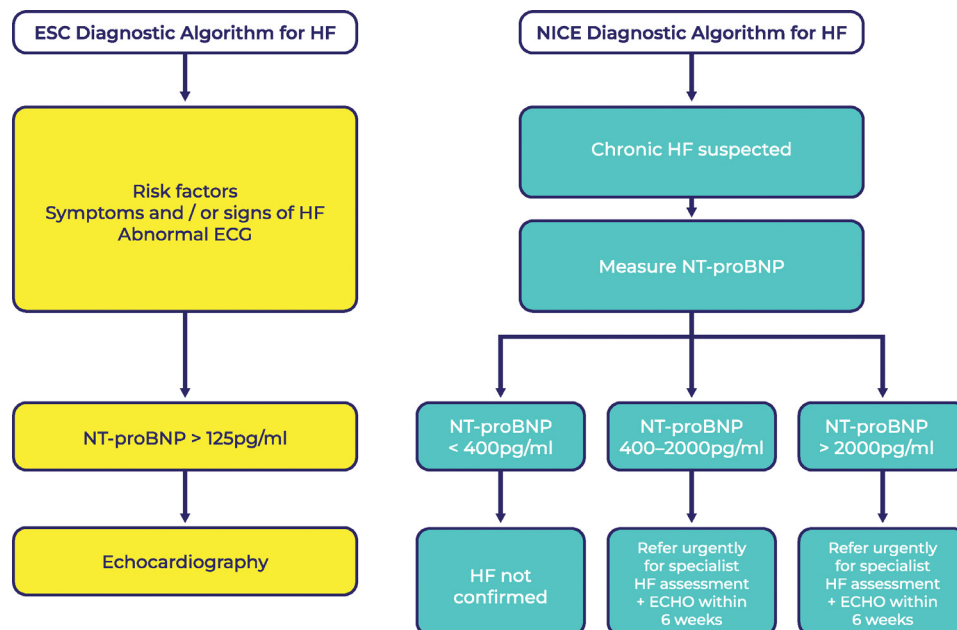 ESC Diagnostic Algorithm for HF
Risk factors
Symptoms and / or signs of HF
Abnormal ECG
NT-proBNP > 125pg/ml
Echocardiography
NICE Diagnostic Algorithm for HF
Chronic HF suspected
Measure NT-proBNP
NT-proBNP
< 400pg/ml
HF not
confirmed
NT-proBNP
400–2000pg/ml
Refer urgently
for specialist
HF assessment
+ ECHO within
6 weeks
NT-proBNP
> 2000pg/ml
Refer urgently
for specialist
HF assessment
+ ECHO within
6 weeks